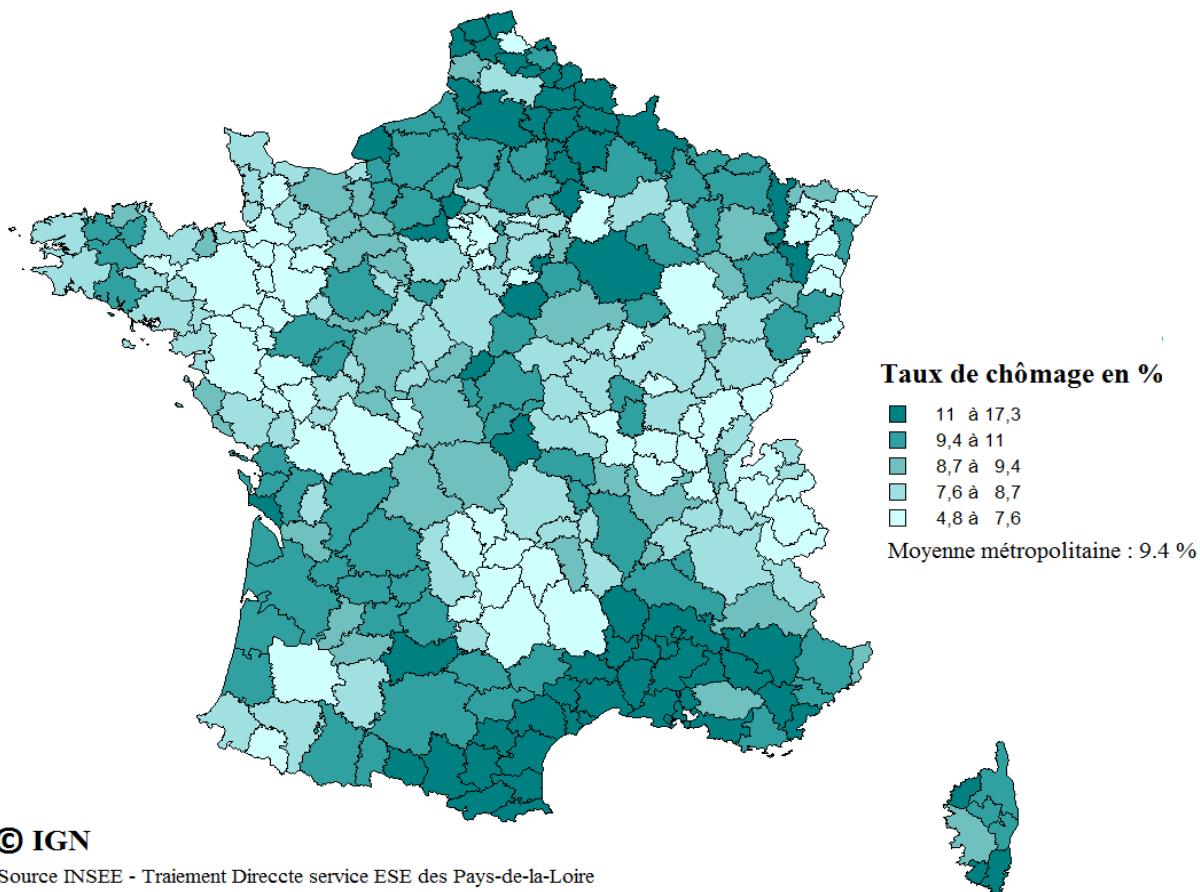 Taux de chômage en %
11 à 17,3
9,4 à 11
8,7 à 9,4
7,6 à 8,7
4,8 à 7,6
Moyenne métropolitaine : 9.4 %
© IGN
Source INSEE - Traiement Direccte service ESE des Pays-de-la-Loire